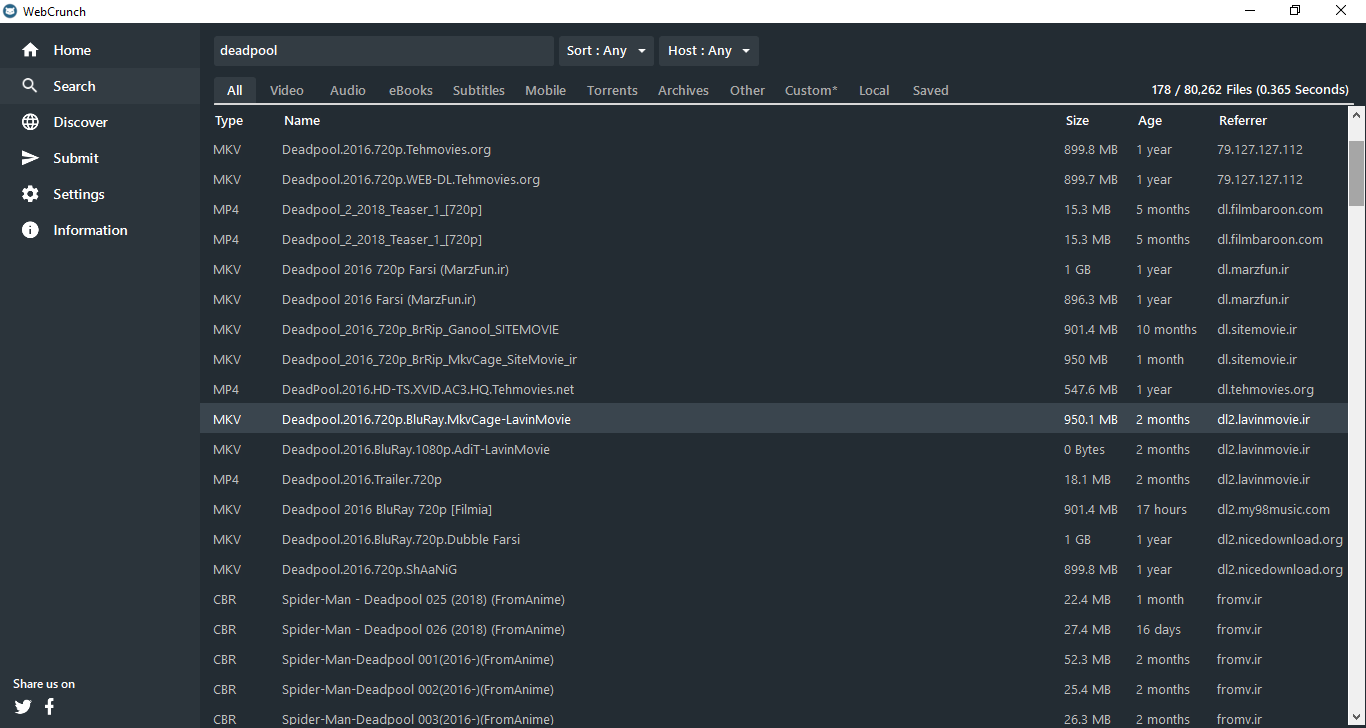 WebCrunch
Home
Search
Discover
Submit
Settings
Information
Share us on
deadpool
Sort : Any
Host : Any
All Video Audio eBooks Subtitles Mobile Torrents Archives Other Custom* Local Saved
178 / 80,262 Files (0.365 Seconds)
Type Name Size Age Referrer
MKV Deadpool.2016.720p.Tehmovies.org 899.8 MB 1 year 79.127.127.112
MKV Deadpool.2016.720p.WEB-DL.Tehmovies.org 899.7 MB 1 year 79.127.127.112
MP4 Deadpool_2_2018_Teaser_1_[720p] 15.3 MB 5 months dl.filmbaroon.com
MP4 Deadpool_2_2018_Teaser_1_[720p] 15.3 MB 5 months dl.filmbaroon.com
MKV Deadpool 2016 720p Farsi (MarzFun.ir) 1 GB 1 year dl.marzfun.ir
MKV Deadpool 2016 Farsi (MarzFun.ir) 896.3 MB 1 year dl.marzfun.ir
MKV Deadpool_2016_720p_BrRip_Ganool_SITEMOVIE 901.4 MB 10 months dl.sitemovie.ir
MKV Deadpool_2016_720p_BrRip_MkvCage_SiteMovie_ir 950 MB 1 month dl.sitemovie.ir
MP4 DeadPool.2016.HD-TS.XVID.AC3.HQ.Tehmovies.net 547.6 MB 1 year dl.tehmovies.org
MKV Deadpool.2016.720p.BluRay.MkvCage-LavinMovie 950.1 MB 2 months dl2.lavinmovie.ir
MKV Deadpool.2016.BluRay.1080p.AdiT-LavinMovie 0 Bytes 2 months dl2.lavinmovie.ir
MP4 Deadpool.2016.Trailer.720p 18.1 MB 2 months dl2.lavinmovie.ir
MKV Deadpool 2016 BluRay 720p [Filmia] 901.4 MB 17 hours dl2.my98music.com
MKV Deadpool.2016.BluRay.720p.Dubble Farsi 1 GB 1 year dl2.nicedownload.org
MKV Deadpool.2016.720p.ShAaNiG 899.8 MB 1 year dl2.nicedownload.org
CBR Spider-Man - Deadpool 025 (2018) (FromAnime) 22.4 MB 1 month fromv.ir
CBR Spider-Man - Deadpool 026 (2018) (FromAnime) 27.4 MB 16 days fromv.ir
CBR Spider-Man-Deadpool 001(2016-)(FromAnime) 52.3 MB 2 months fromv.ir
CBR Spider-Man-Deadpool 002(2016-)(FromAnime) 25.4 MB 2 months fromv.ir
CBR Spider-Man-Deadpool 003(2016-)(FromAnime) 26.3 MB 2 months fromv.ir